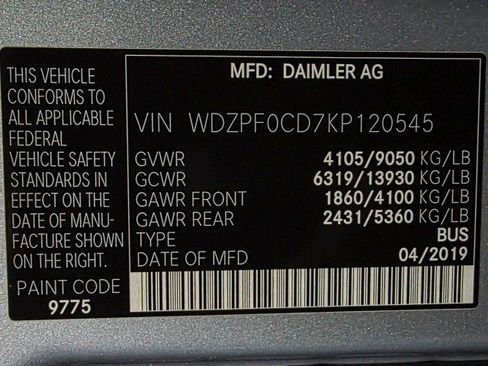 THIS VEHICLE
CONFORMS TO
ALL APPLICABLE
FEDERAL
VEHICLE SAFETY
STANDARDS IN
EFFECT ON THE
DATE OF MANU-
FACTURE SHOWN
ON THE RIGHT.
PAINT CODE
9775
MFD: DAIMLER AG
VIN WDZPF0CD7KP120545
GVWR 4105/9050 KG/LB
GCWR 6319/13930 KG/LB
GAWR FRONT 1860/4100 KG/LB
GAWR REAR 2431/5360 KG/LB
TYPE BUS
DATE OF MFD 04/2019